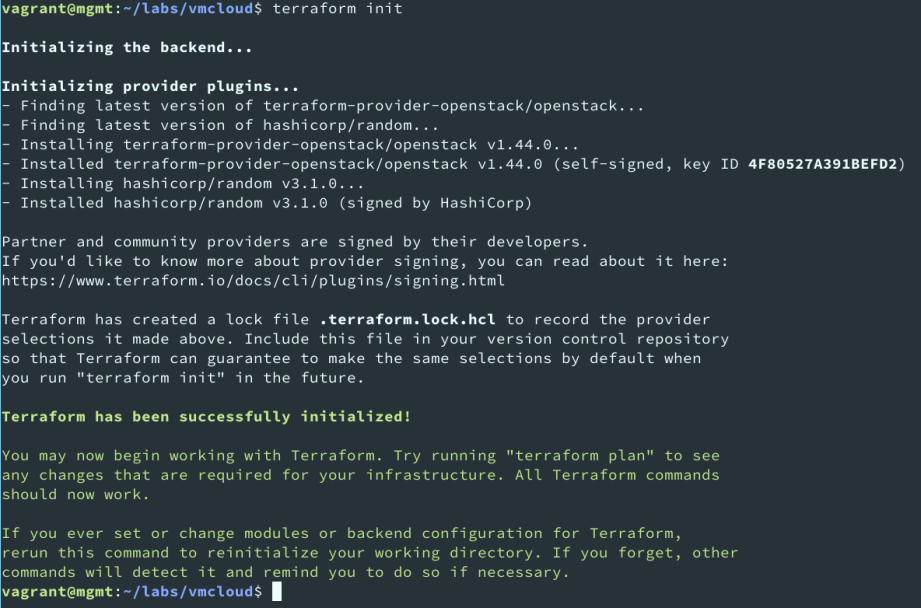 vagrant@mgmt:~/labs/vmcloud$ terraform init
Initializing the backend...
Initializing provider plugins...
- Finding latest version of terraform-provider-openstack/openstack...
- Finding latest version of hashicorp/random...
- Installing terraform-provider-openstack/openstack v1.44.0...
- Installed terraform-provider-openstack/openstack v1.44.0 (self-signed, key ID 4F80527A391BEFD2)
- Installing hashicorp/random v3.1.0...
- Installed hashicorp/random v3.1.0 (signed by HashiCorp)
Partner and community providers are signed by their developers.
If you'd like to know more about provider signing, you can read about it here:
https://www.terraform.io/docs/cli/plugins/signing.html
Terraform has created a lock file .terraform.lock.hcl to record the provider
selections it made above. Include this file in your version control repository
so that Terraform can guarantee to make the same selections by default when
you run "terraform init" in the future.
Terraform has been successfully initialized!
You may now begin working with Terraform. Try running "terraform plan" to see
any changes that are required for your infrastructure. All Terraform commands
should now work.
If you ever set or change modules or backend configuration for Terraform,
rerun this command to reinitialize your working directory. If you forget, other
commands will detect it and remind you to do so if necessary.
vagrant@mgmt:~/labs/vmcloud$